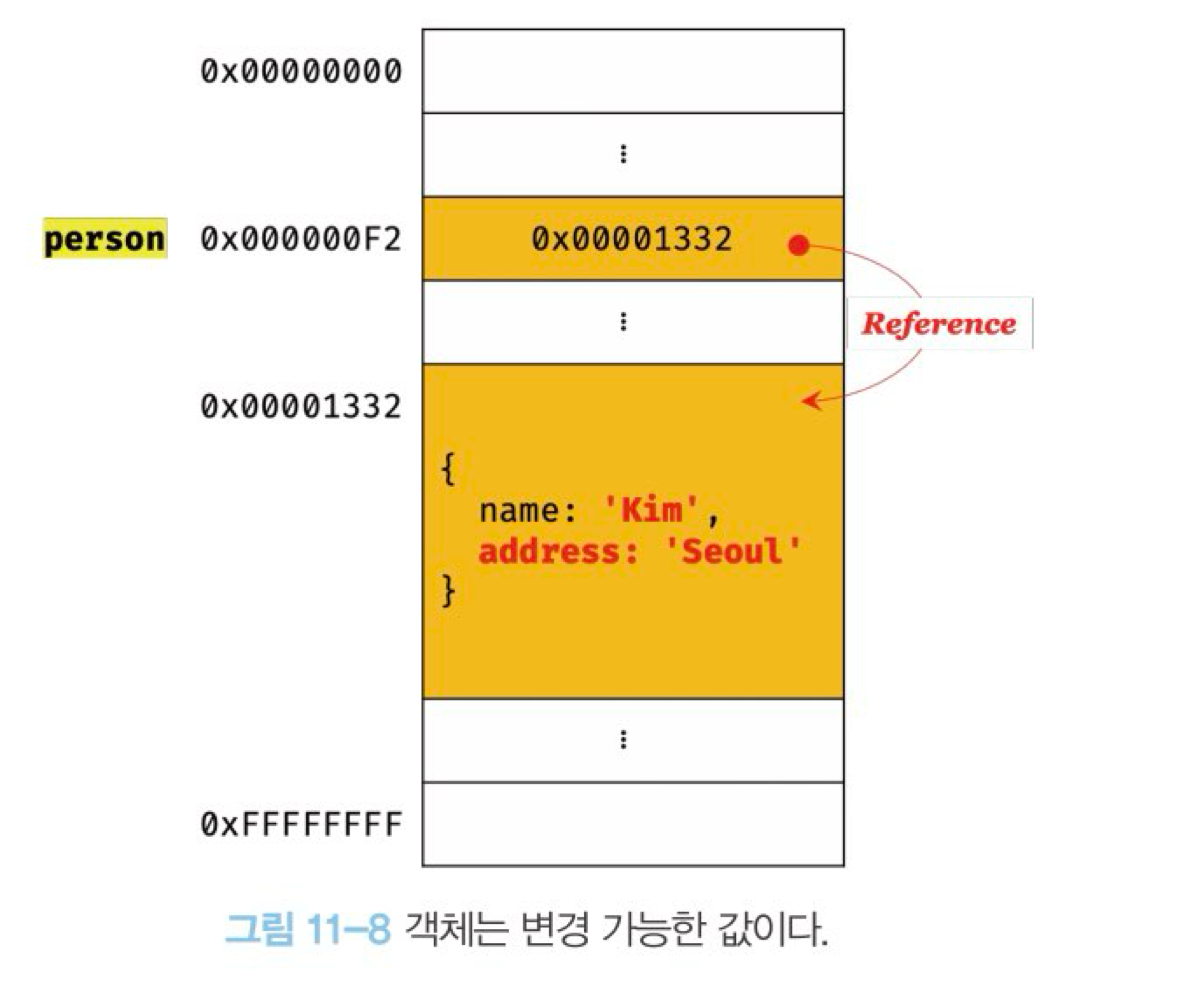 0x00000000
⋮
person 0x000000F2 0x00001332
⋮
Reference
0x00001332
{
name: 'Kim',
address: 'Seoul'
}
⋮
0xFFFFFFFF
그림 11-8 객체는 변경 가능한 값이다.